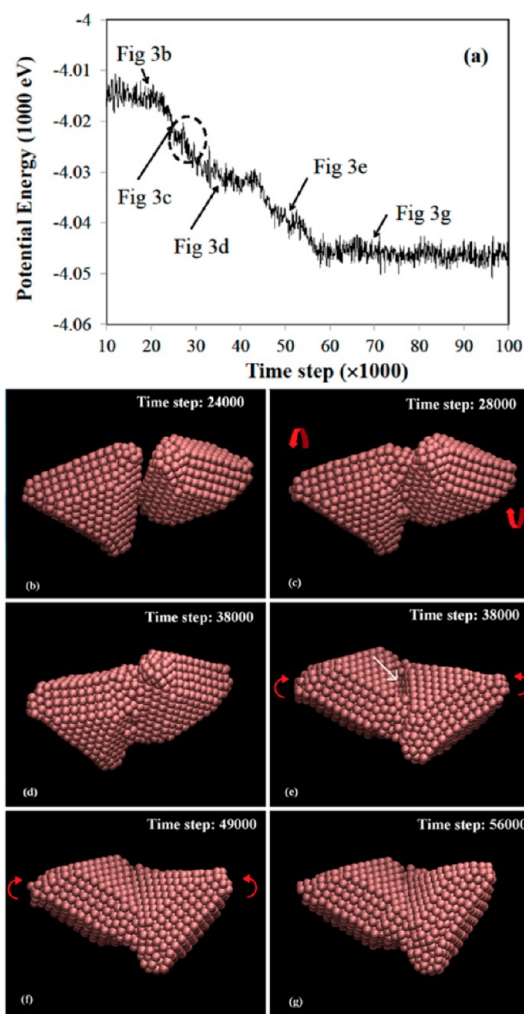 -4
Fig 3b
(a)
-4.01
-4.02
Fig 3e
-4.03
Fig 3c
Fig 3g
Fig 3d
-4.04
-4.05
-4.06
Potential Energy (1000 eV)
10 20 30 40 50 60 70 80 90 100
Time step (×1000)
Time step: 24000
(b)
Time step: 28000
(c)
Time step: 38000
(d)
Time step: 38000
(e)
Time step: 49000
(f)
Time step: 56000
(g)